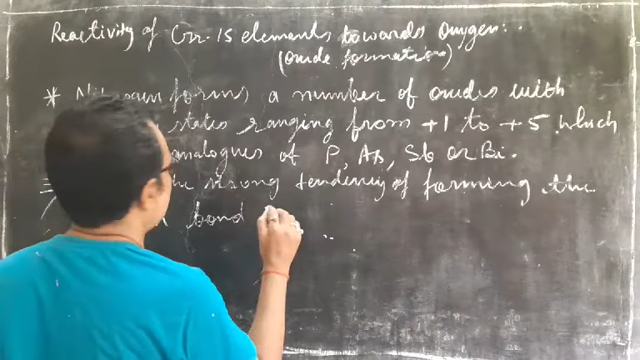 Reactivity of Gr-15 elements towards Oxygen:-
(Oxide formation)
* Nitrogen forms a number of oxides with
states ranging from +1 to +5 which
analogues of P, As, Sb or Bi.
strong tendency of forming the
bond